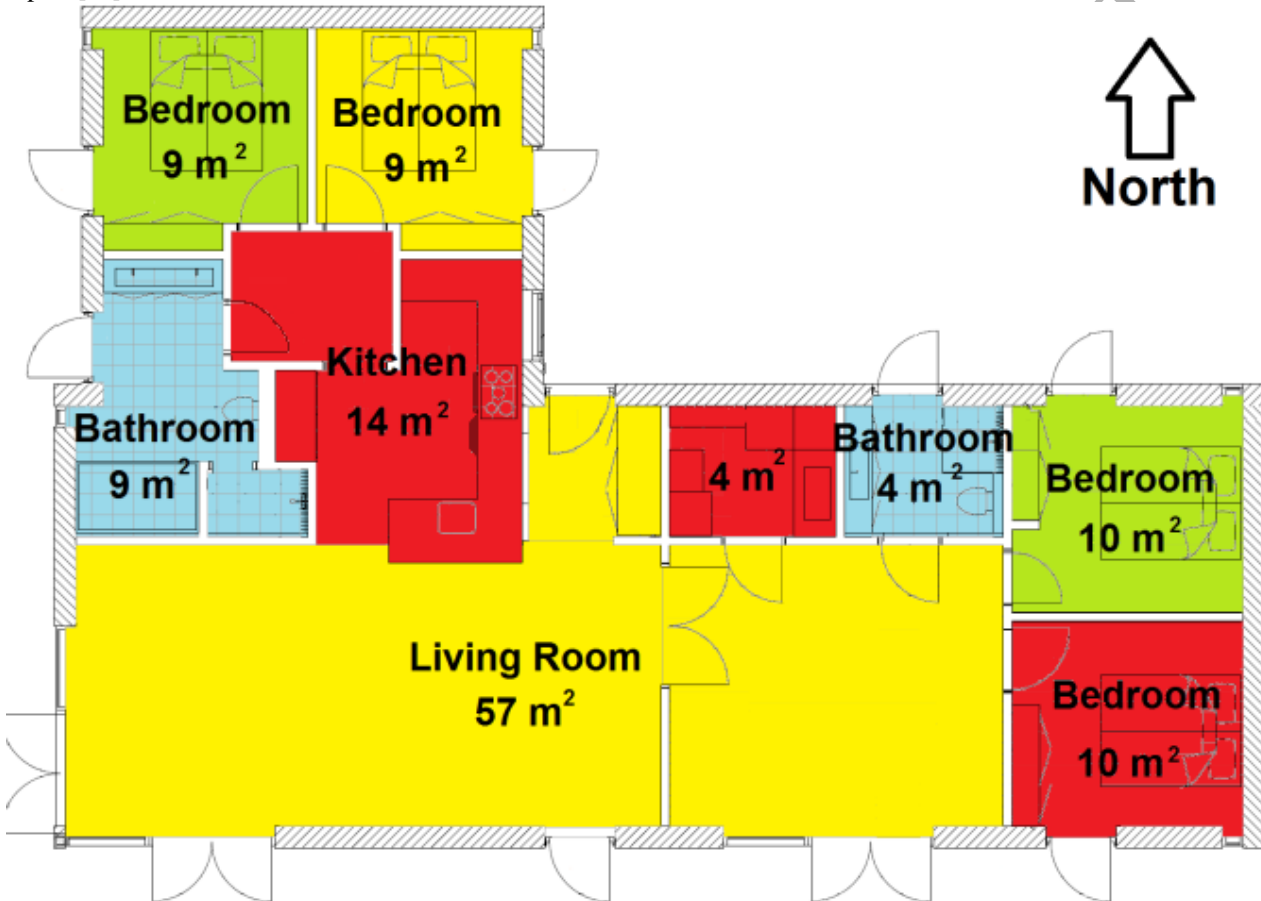 Bedroom
9 m²
Bedroom
9 m²
North
Kitchen
14 m²
Bathroom
9 m²
4 m²
Bathroom
4 m²
Bedroom
10 m²
Living Room
57 m²
Bedroom
10 m²